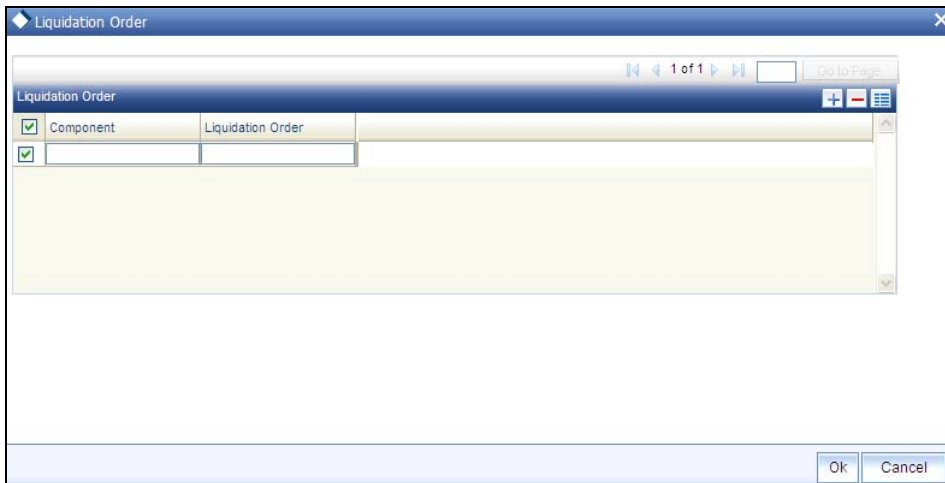 Liquidation Order
1 of 1 Go to Page
Liquidation Order
Component Liquidation Order
Ok Cancel